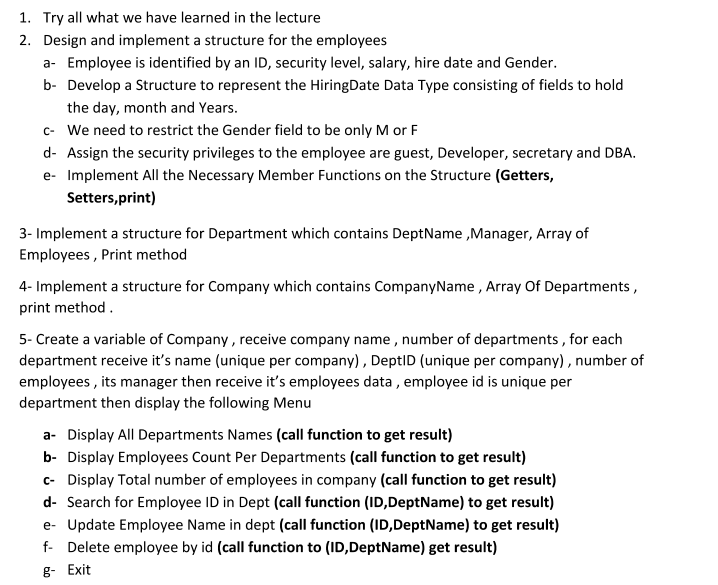 1. Try all what we have learned in the lecture
2. Design and implement a structure for the employees
a- Employee is identified by an ID, security level, salary, hire date and Gender.
b- Develop a Structure to represent the HiringDate Data Type consisting of fields to hold
the day, month and Years.
c- We need to restrict the Gender field to be only M or F
d- Assign the security privileges to the employee are guest, Developer, secretary and DBA.
e- Implement All the Necessary Member Functions on the Structure (Getters,
Setters,print)
3- Implement a structure for Department which contains DeptName ,Manager, Array of
Employees , Print method
4- Implement a structure for Company which contains CompanyName , Array Of Departments ,
print method .
5- Create a variable of Company , receive company name , number of departments , for each
department receive it's name (unique per company) , DeptID (unique per company) , number of
employees , its manager then receive it's employees data , employee id is unique per
department then display the following Menu
a- Display All Departments Names (call function to get result)
b- Display Employees Count Per Departments (call function to get result)
c- Display Total number of employees in company (call function to get result)
d- Search for Employee ID in Dept (call function (ID,DeptName) to get result)
e- Update Employee Name in dept (call function (ID,DeptName) to get result)
f- Delete employee by id (call function to (ID,DeptName) get result)
g- Exit